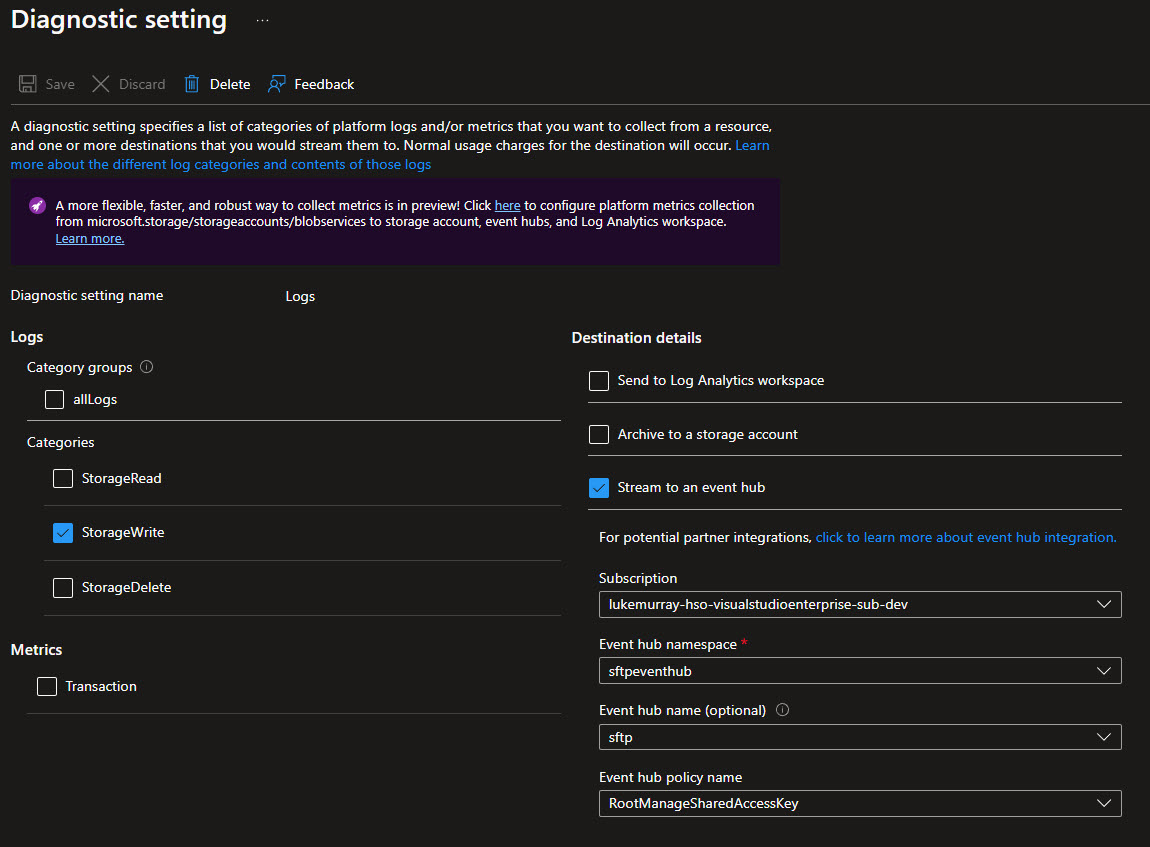 Diagnostic setting ...
Save Discard Delete Feedback
A diagnostic setting specifies a list of categories of platform logs and/or metrics that you want to collect from a resource,
and one or more destinations that you would stream them to. Normal usage charges for the destination will occur. Learn
more about the different log categories and contents of those logs
A more flexible, faster, and robust way to collect metrics is in preview! Click here to configure platform metrics collection
from microsoft.storage/storageaccounts/blobservices to storage account, event hubs, and Log Analytics workspace.
Learn more.
Diagnostic setting name Logs
Logs
Category groups
allLogs
Categories
StorageRead
StorageWrite
StorageDelete
Metrics
Transaction
Destination details
Send to Log Analytics workspace
Archive to a storage account
Stream to an event hub
For potential partner integrations, click to learn more about event hub integration.
Subscription
lukemurray-hso-visualstudioenterprise-sub-dev
Event hub namespace *
sftpeventhub
Event hub name (optional)
sftp
Event hub policy name
RootManageSharedAccessKey